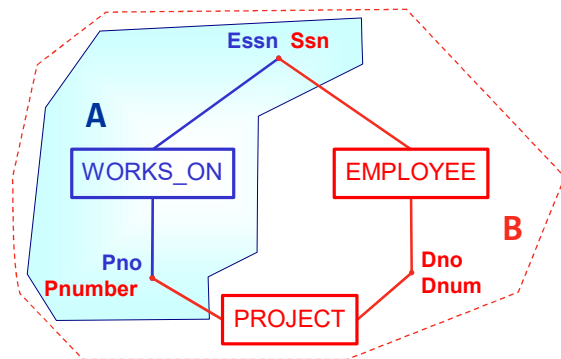 Essn Ssn
A
WORKS_ON
EMPLOYEE
B
Pno
Pnumber
Dno
Dnum
PROJECT